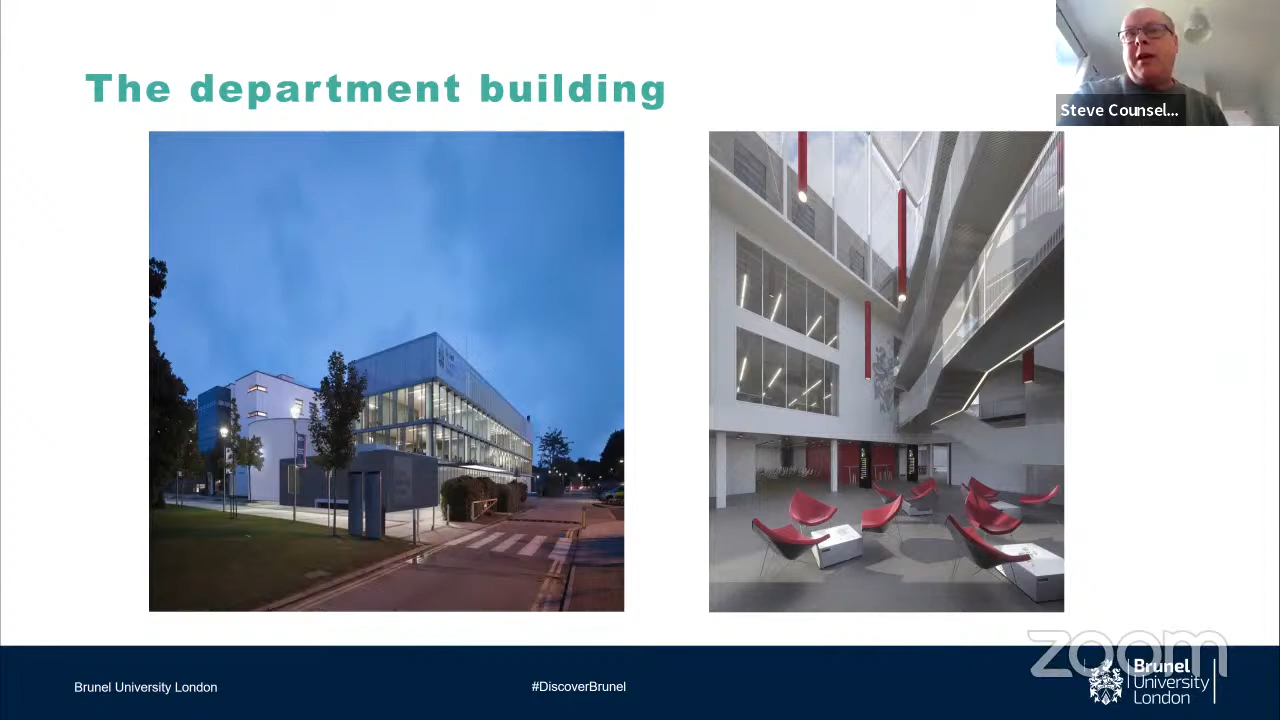 The department building
Steve Counsel...
Brunel University London
#DiscoverBrunel
zoom
Brunel
University
London